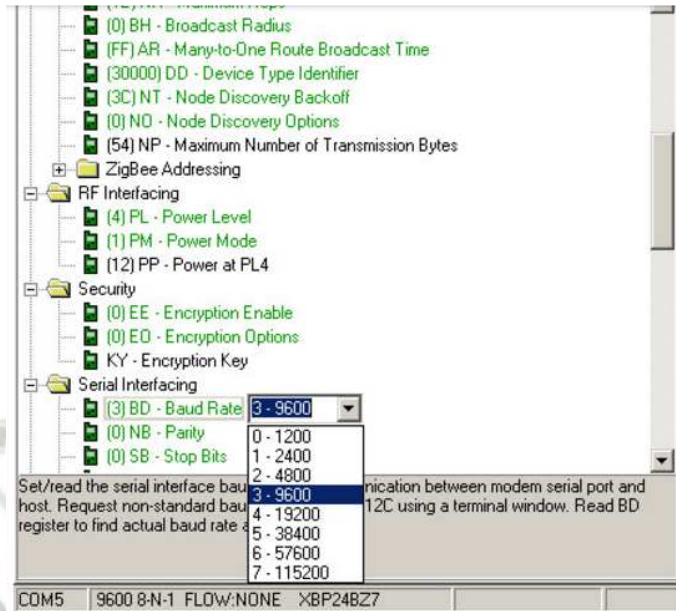 (0) BH - Broadcast Radius
(FF) AR - Many-to-One Route Broadcast Time
(30000) DD - Device Type Identifier
(3C) NT - Node Discovery Backoff
(0) NO - Node Discovery Options
(54) NP - Maximum Number of Transmission Bytes
ZigBee Addressing
RF Interfacing
(4) PL - Power Level
(1) PM - Power Mode
(12) PP - Power at PL4
Security
(0) EE - Encryption Enable
(0) EO - Encryption Options
KY - Encryption Key
Serial Interfacing
(3) BD - Baud Rate 3 - 9600
(0) NB - Parity
(0) SB - Stop Bits
0 - 1200
1 - 2400
2 - 4800
3 - 9600
4 - 19200
5 - 38400
6 - 57600
7 - 115200
Set/read the serial interface bau nication between modem serial port and
host. Request non-standard bau 12C using a terminal window. Read BD
register to find actual baud rate
COM5 9600 8-N-1 FLOW:NONE XBP24BZ7